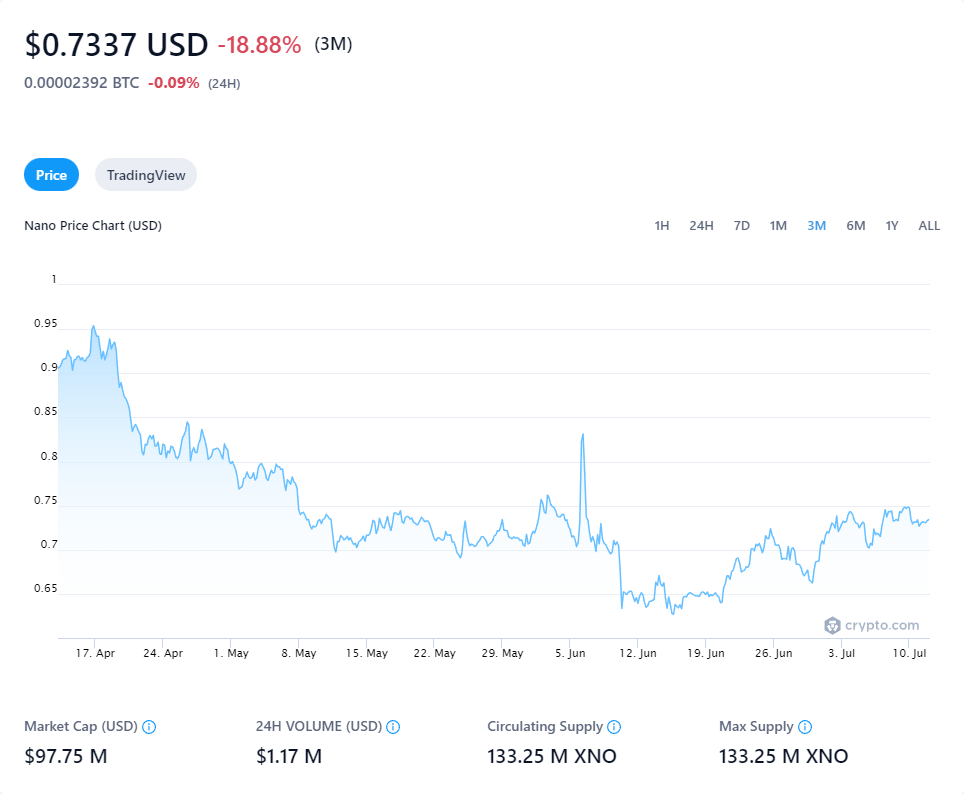 $0.7337 USD -18.88% (3M)
0.00002392 BTC -0.09% (24H)
Price TradingView
Nano Price Chart (USD) 1H 24H 7D 1M 3M 6M 1Y ALL
1
0.95
0.9
0.85
0.8
0.75
0.7
0.65
crypto.com
17. Apr 24. Apr 1. May 8. May 15. May 22. May 29. May 5. Jun 12. Jun 19. Jun 26. Jun 3. Jul 10. Jul
Market Cap (USD) 24H VOLUME (USD) Circulating Supply Max Supply
$97.75 M $1.17 M 133.25 M XNO 133.25 M XNO